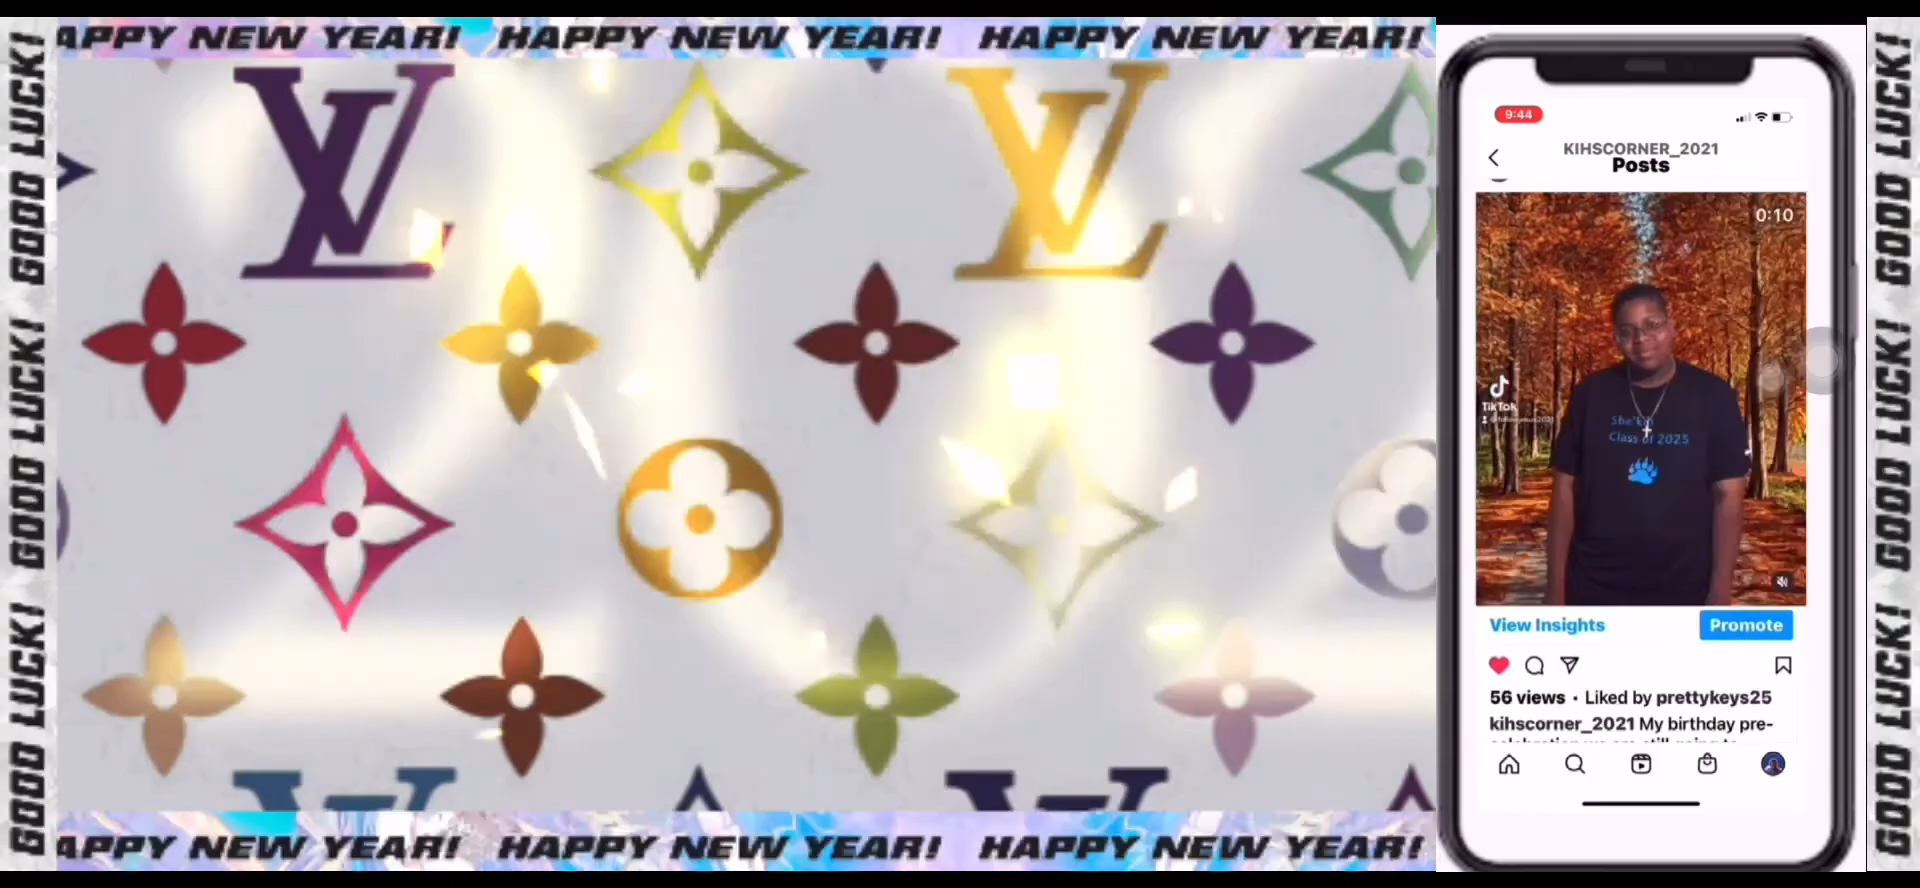 APPY NEW YEAR! HAPPY NEW YEAR! HAPPY NEW YEAR!
GOOD LUCK! GOOD LUCK! GOOD LUCK!
LV
LV
9:44
KIHSCORNER_2021
Posts
0:10
TikTok
She'kih
Class of 2025
View Insights
Promote
56 views · Liked by prettykeys25
kihscorner_2021 My birthday pre-
GOOD LUCK! GOOD LUCK! GOOD LUCK!
APPY NEW YEAR! HAPPY NEW YEAR! HAPPY NEW YEAR!